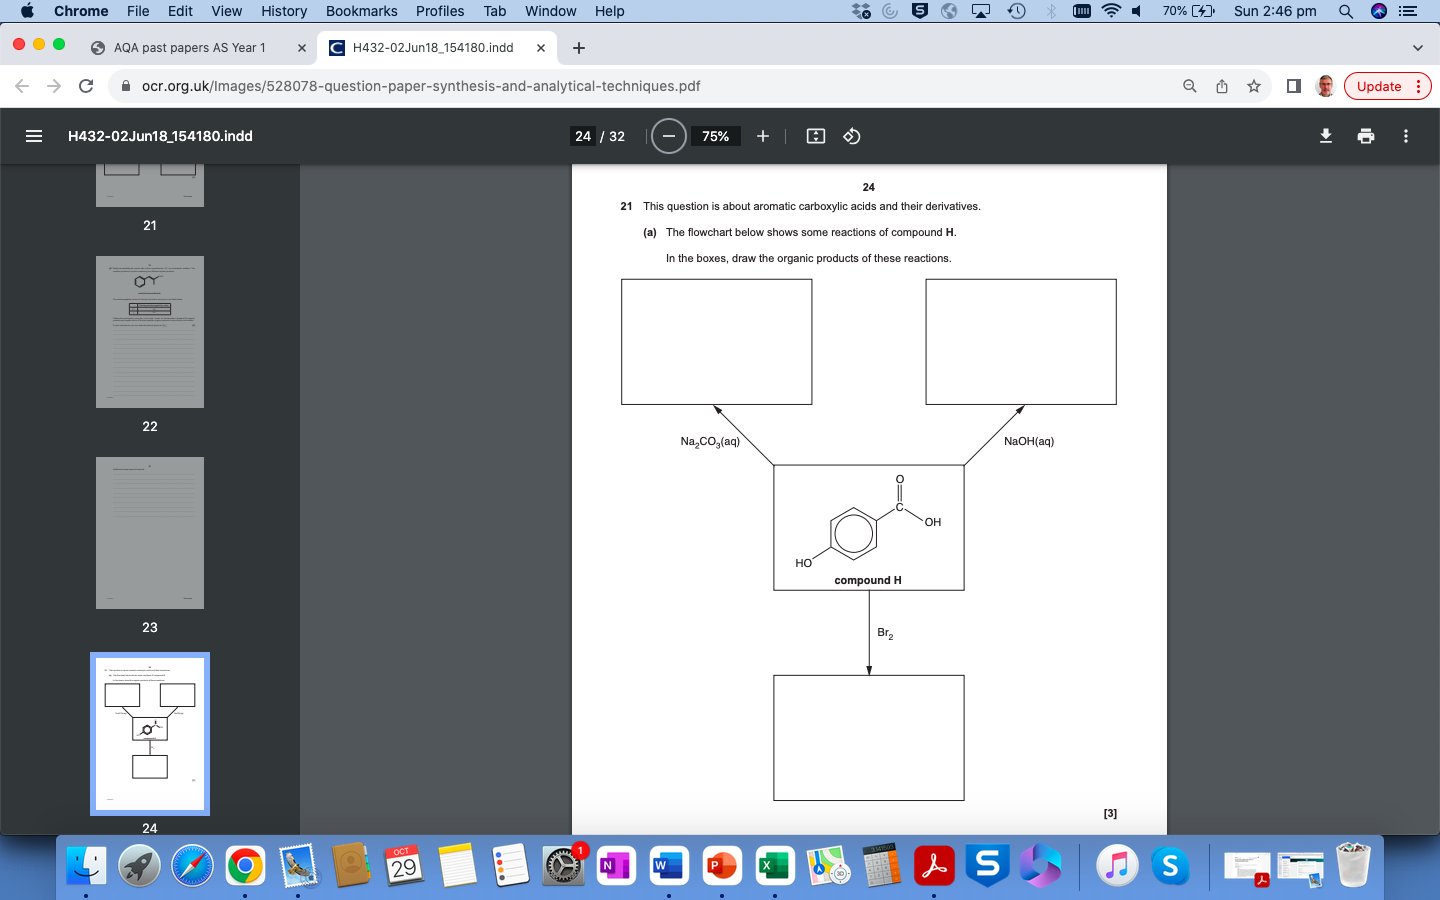 Chrome File Edit View History Bookmarks Profiles Tab Window Help 70% Sun 2:46 pm
AQA past papers AS Year 1 H432-02Jun18_154180.indd
ocr.org.uk/Images/528078-question-paper-synthesis-and-analytical-techniques.pdf Update
H432-02Jun18_154180.indd 24 / 32 75%
21
22
23
24
24
21 This question is about aromatic carboxylic acids and their derivatives.
(a) The flowchart below shows some reactions of compound H.
In the boxes, draw the organic products of these reactions.
Na₂CO₃(aq) NaOH(aq)
O
C
OH
HO
compound H
Br₂
[3]
OCT
29
1
N
W
P
X
3D
S
S